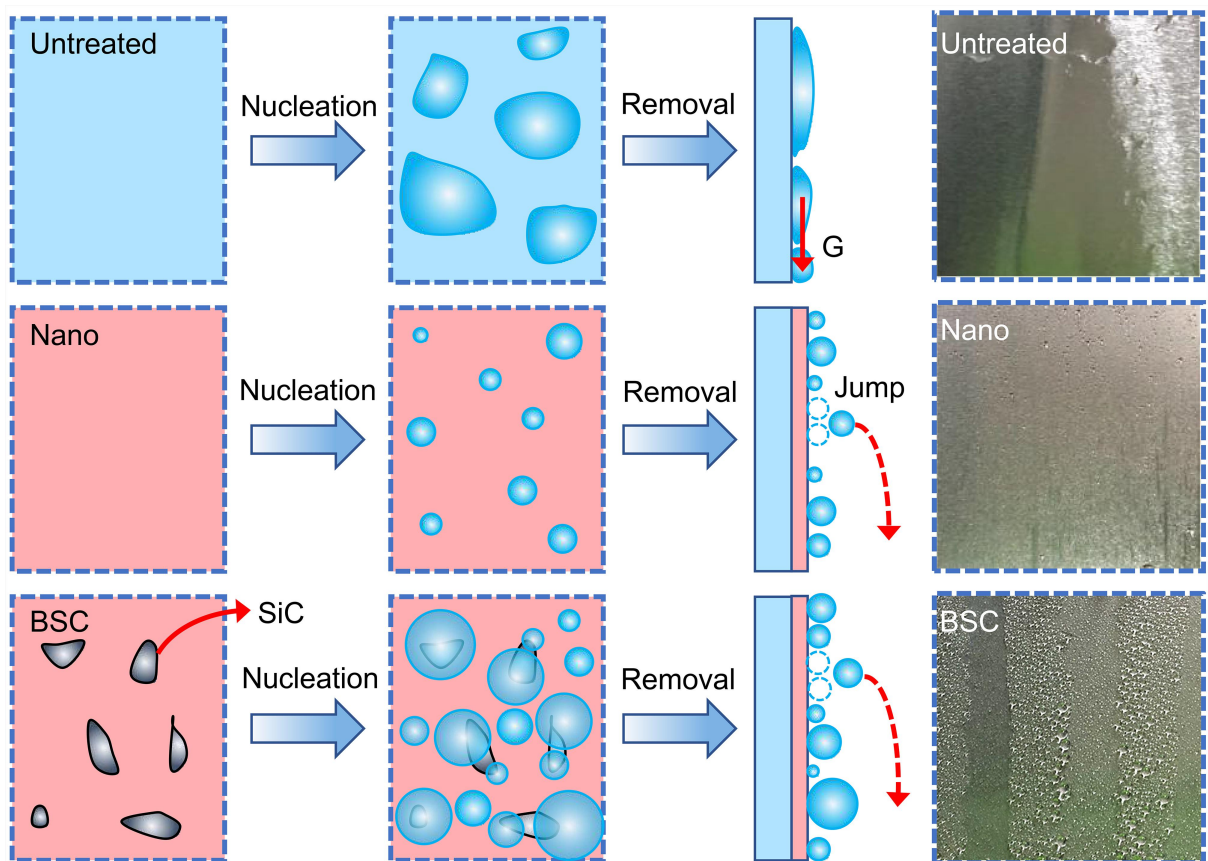 Untreated
Nucleation
Removal
G
Untreated
Nano
Nucleation
Removal
Jump
Nano
BSC
SiC
Nucleation
Removal
BSC